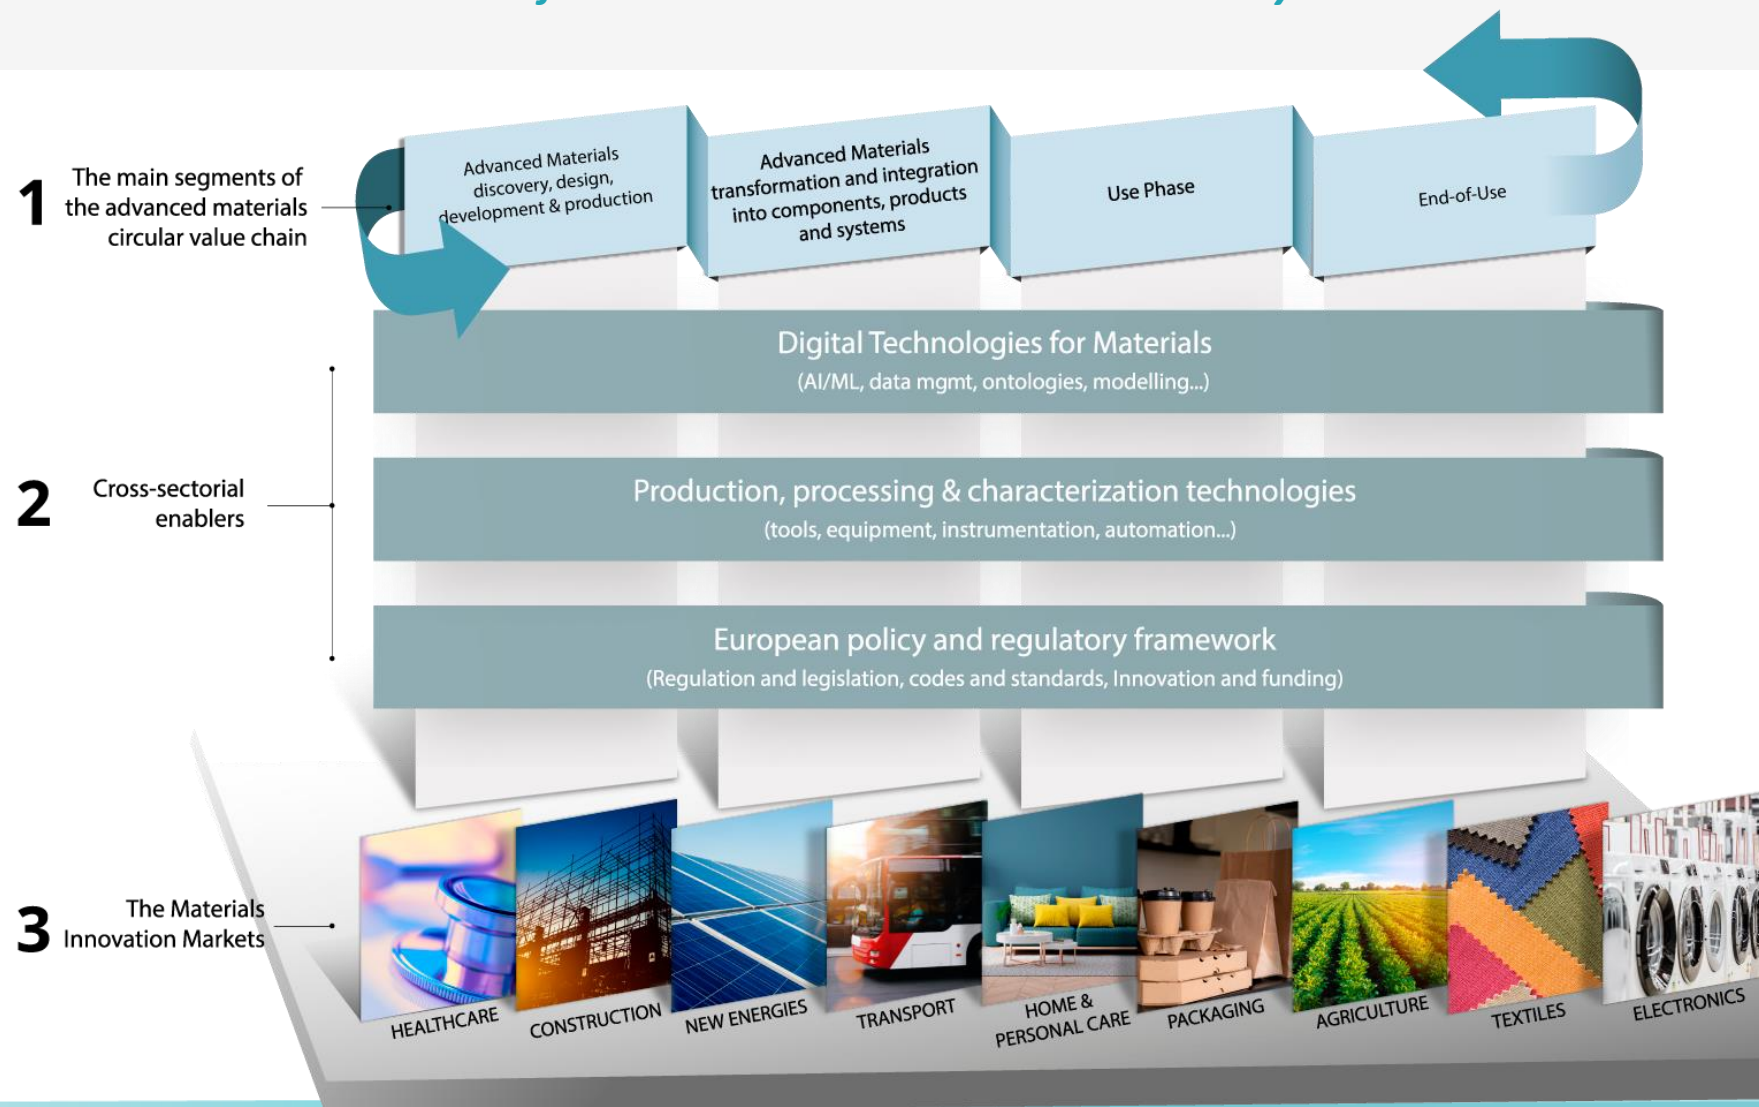 1
The main segments of
the advanced materials
circular value chain
Advanced Materials
discovery, design,
development & production
Advanced Materials
transformation and integration
into components, products
and systems
Use Phase
End-of-Use
2
Cross-sectorial
enablers
Digital Technologies for Materials
(AI/ML, data mgmt, ontologies, modelling...)
Production, processing & characterization technologies
(tools, equipment, instrumentation, automation...)
European policy and regulatory framework
(Regulation and legislation, codes and standards, Innovation and funding)
3
The Materials
Innovation Markets
HEALTHCARE
CONSTRUCTION
NEW ENERGIES
TRANSPORT
HOME &
PERSONAL CARE
PACKAGING
AGRICULTURE
TEXTILES
ELECTRONICS